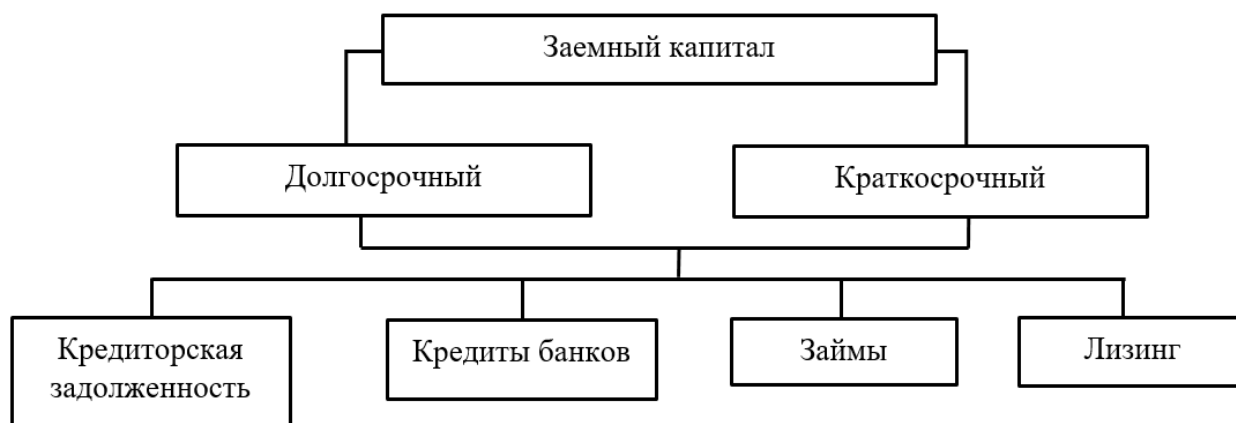 Заемный капитал
Долгосрочный
Краткосрочный
Кредиторская
задолженность
Кредиты банков
Займы
Лизинг